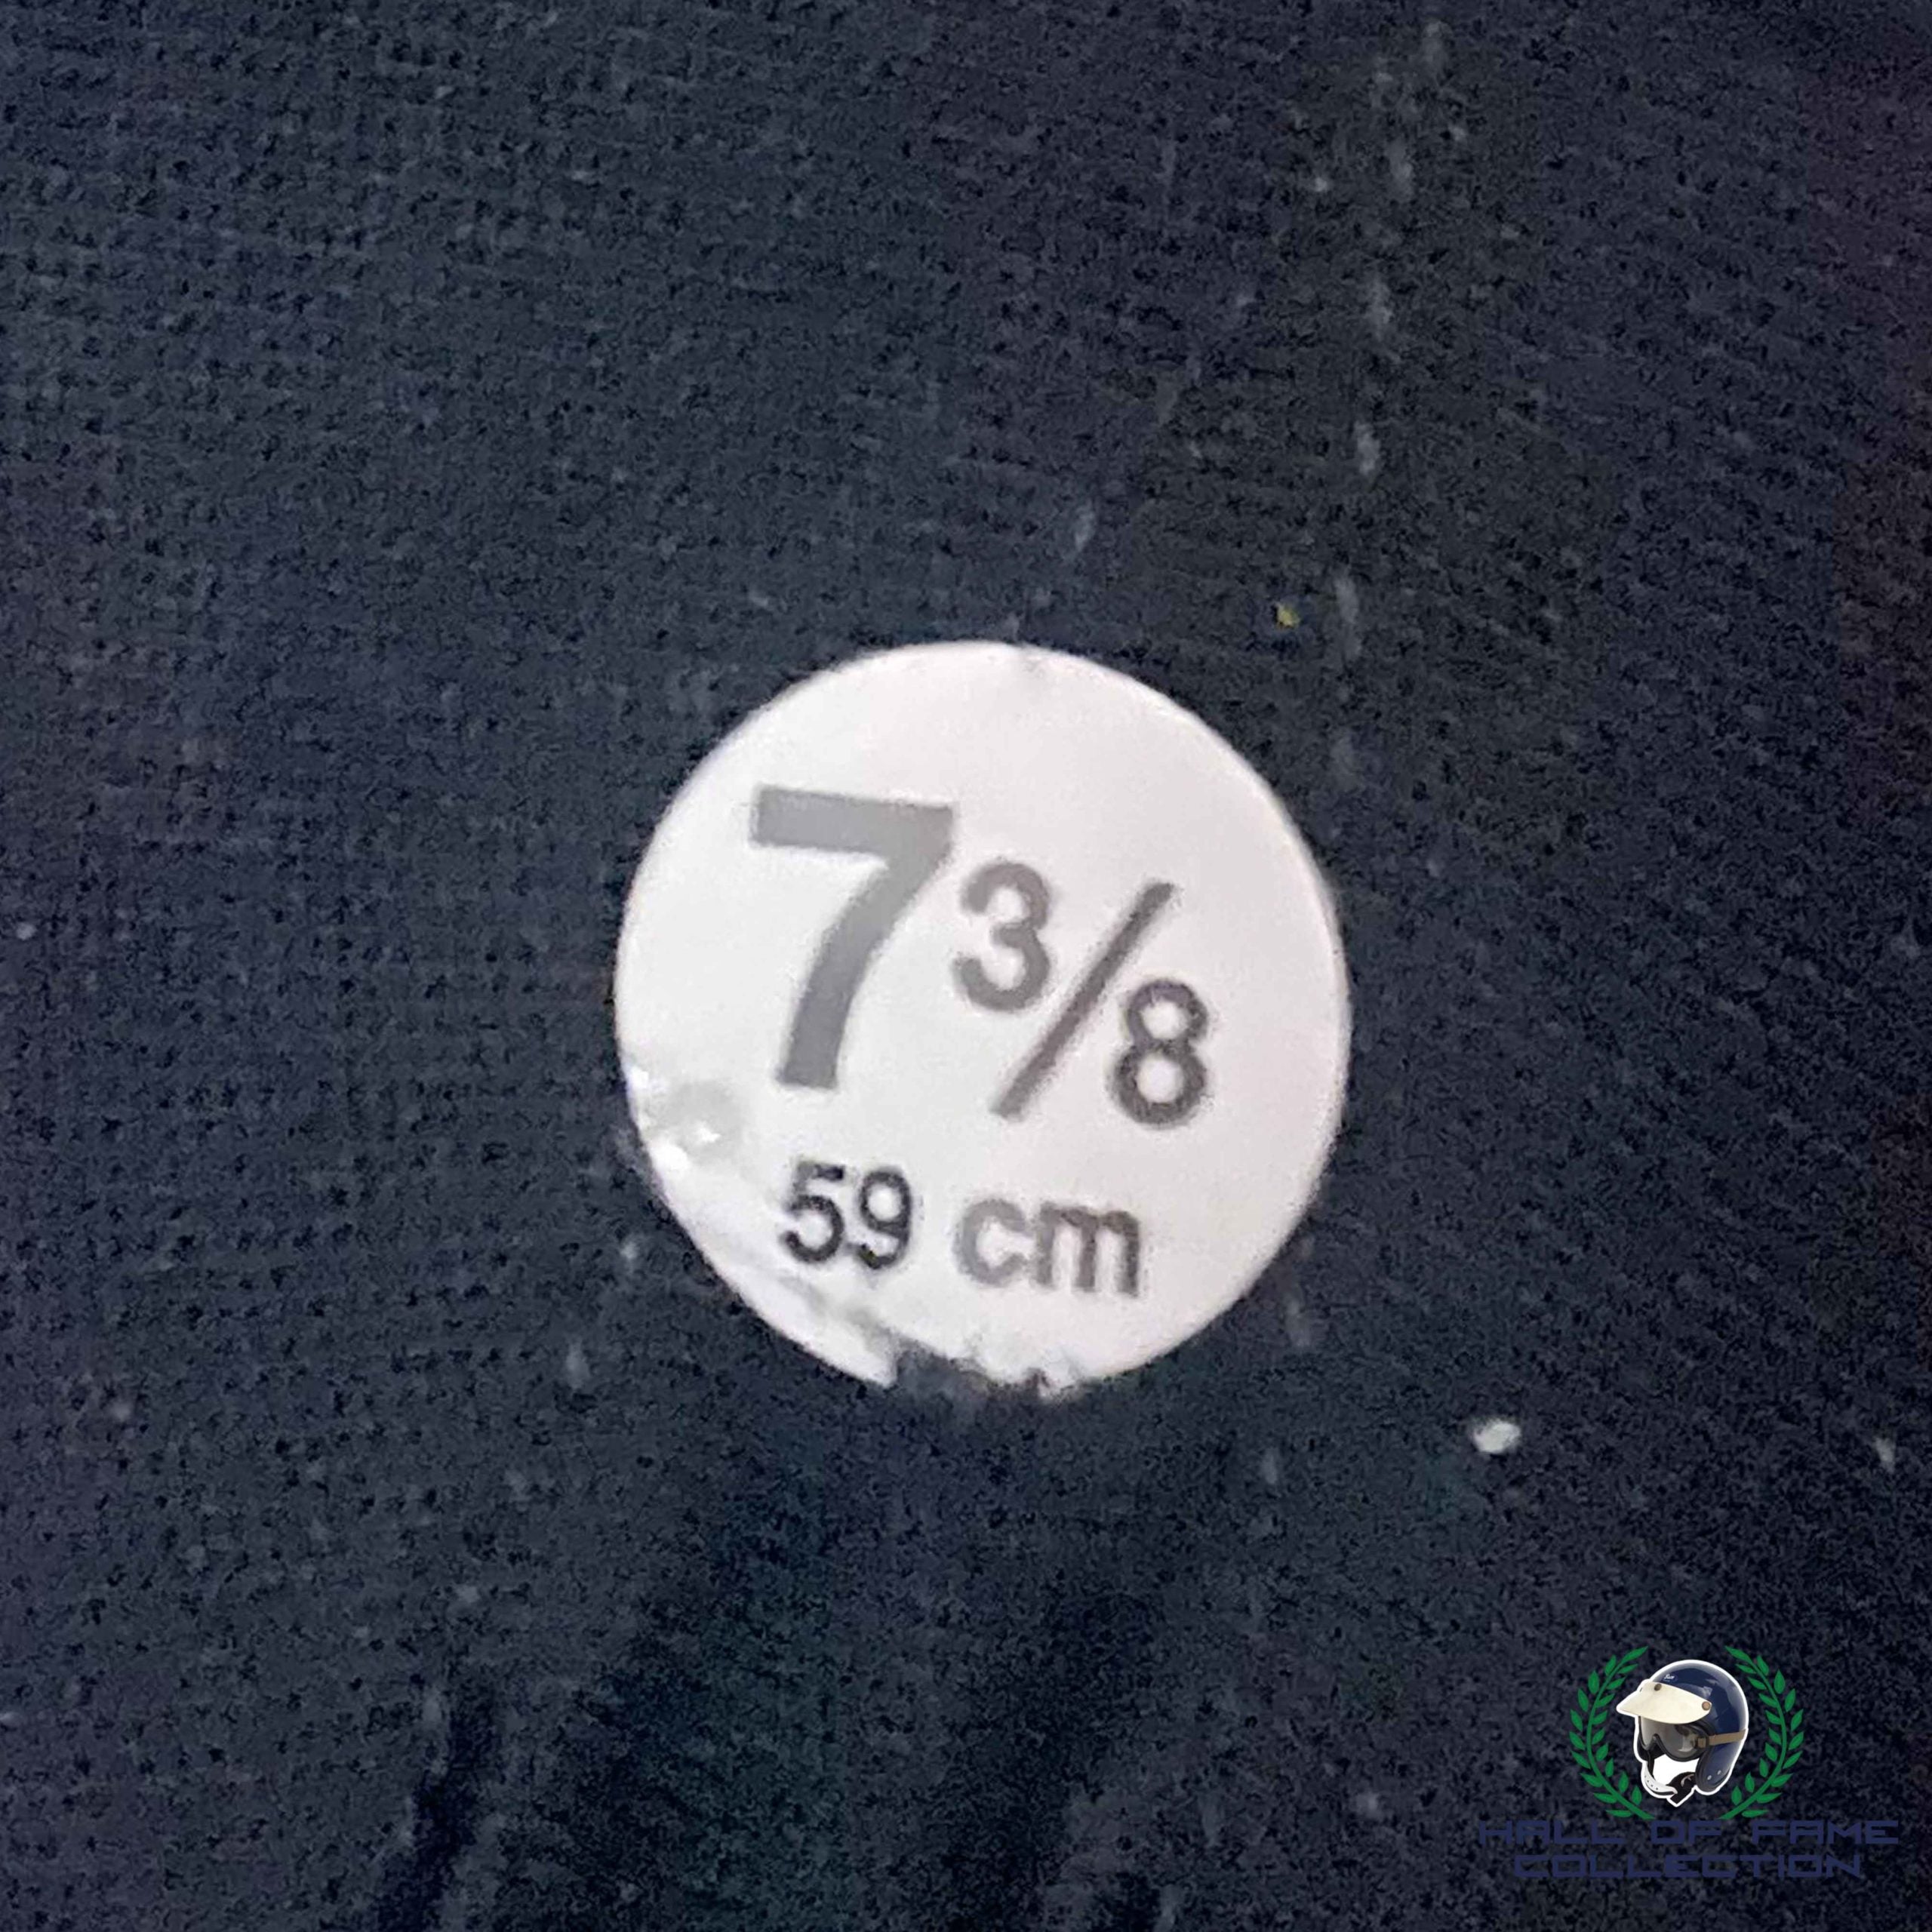 7 3/8
59 cm
HALL OF FAME
COLLECTION